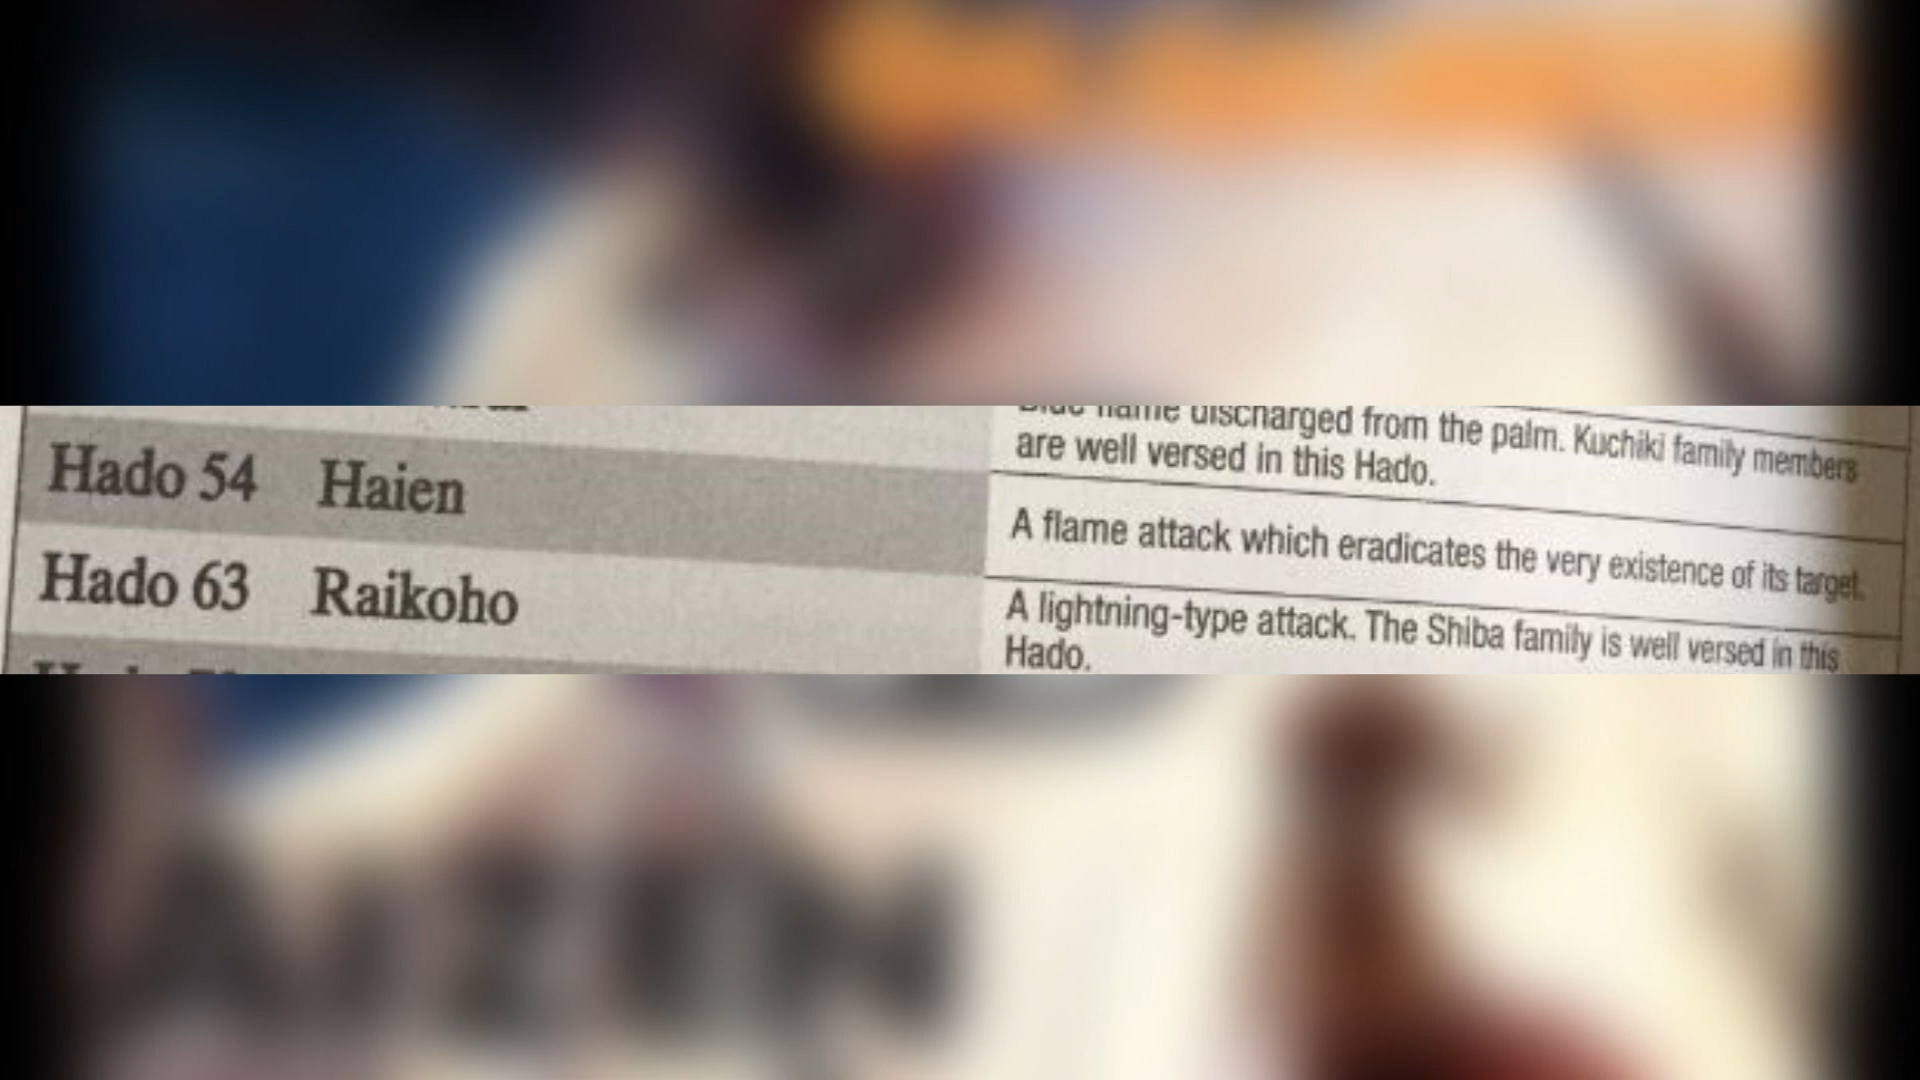 flame discharged from the palm. Kuchiki family members
are well versed in this Hado.
Hado 54 Haien
A flame attack which eradicates the very existence of its target.
Hado 63 Raikoho
A lightning-type attack. The Shiba family is well versed in this
Hado.